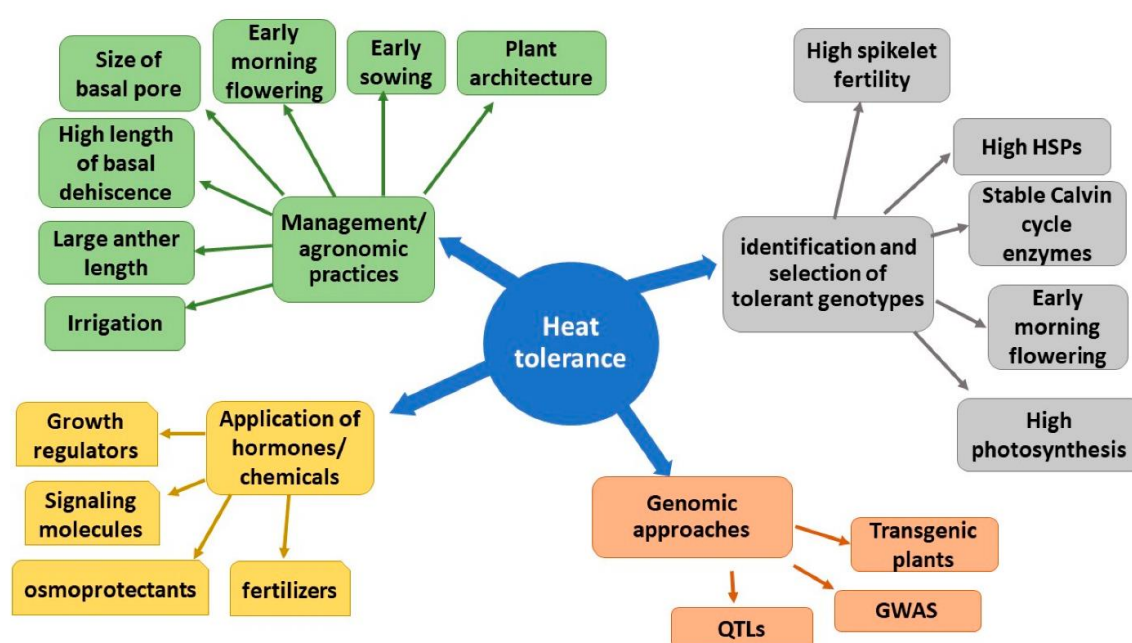 Size of
basal pore
Early
morning
flowering
Early
sowing
Plant
architecture
High length
of basal
dehiscence
Large anther
length
Irrigation
Management/
agronomic
practices
High spikelet
fertility
High HSPs
Stable Calvin
cycle
enzymes
Early
morning
flowering
High
photosynthesis
identification and
selection of
tolerant genotypes
Heat
tolerance
Application of
hormones/
chemicals
Growth
regulators
Signaling
molecules
osmoprotectants
fertilizers
Genomic
approaches
Transgenic
plants
GWAS
QTLs